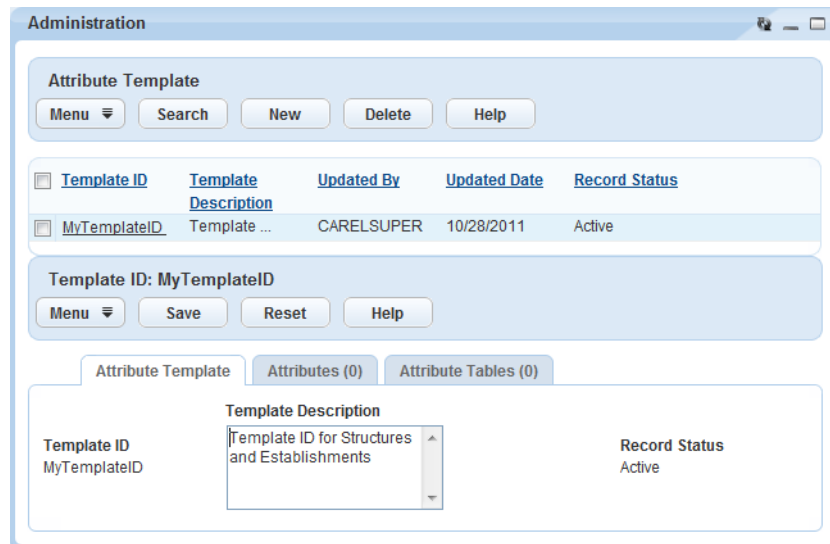 Administration
Attribute Template
Menu Search New Delete Help
Template ID Template Description Updated By Updated Date Record Status
MyTemplateID Template ... CARELSUPER 10/28/2011 Active
Template ID: MyTemplateID
Menu Save Reset Help
Attribute Template Attributes (0) Attribute Tables (0)
Template Description
Template ID
MyTemplateID
Template ID for Structures
and Establishments
Record Status
Active